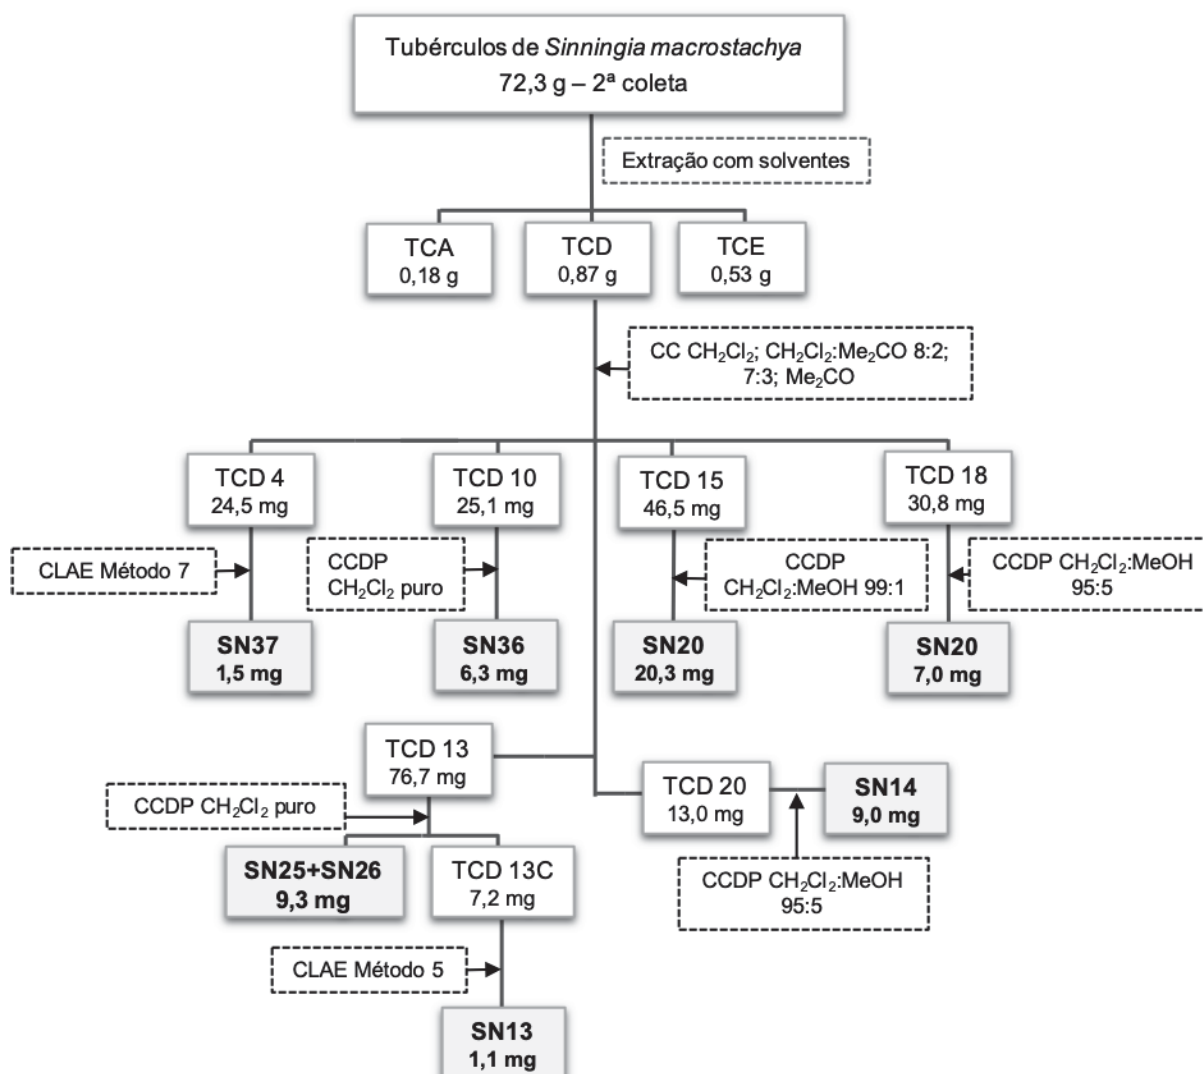 Tubérculos de Sinningia macrostachya
72,3 g – 2ª coleta
Extração com solventes
TCA
0,18 g
TCD
0,87 g
TCE
0,53 g
CC CH₂Cl₂; CH₂Cl₂:Me₂CO 8:2;
7:3; Me₂CO
TCD 4
24,5 mg
TCD 10
25,1 mg
TCD 15
46,5 mg
TCD 18
30,8 mg
CLAE Método 7
CCDP
CH₂Cl₂ puro
CCDP
CH₂Cl₂:MeOH 99:1
CCDP CH₂Cl₂:MeOH
95:5
SN37
1,5 mg
SN36
6,3 mg
SN20
20,3 mg
SN20
7,0 mg
TCD 13
76,7 mg
CCDP CH₂Cl₂ puro
TCD 20
13,0 mg
SN14
9,0 mg
SN25+SN26
9,3 mg
TCD 13C
7,2 mg
CCDP CH₂Cl₂:MeOH
95:5
CLAE Método 5
SN13
1,1 mg